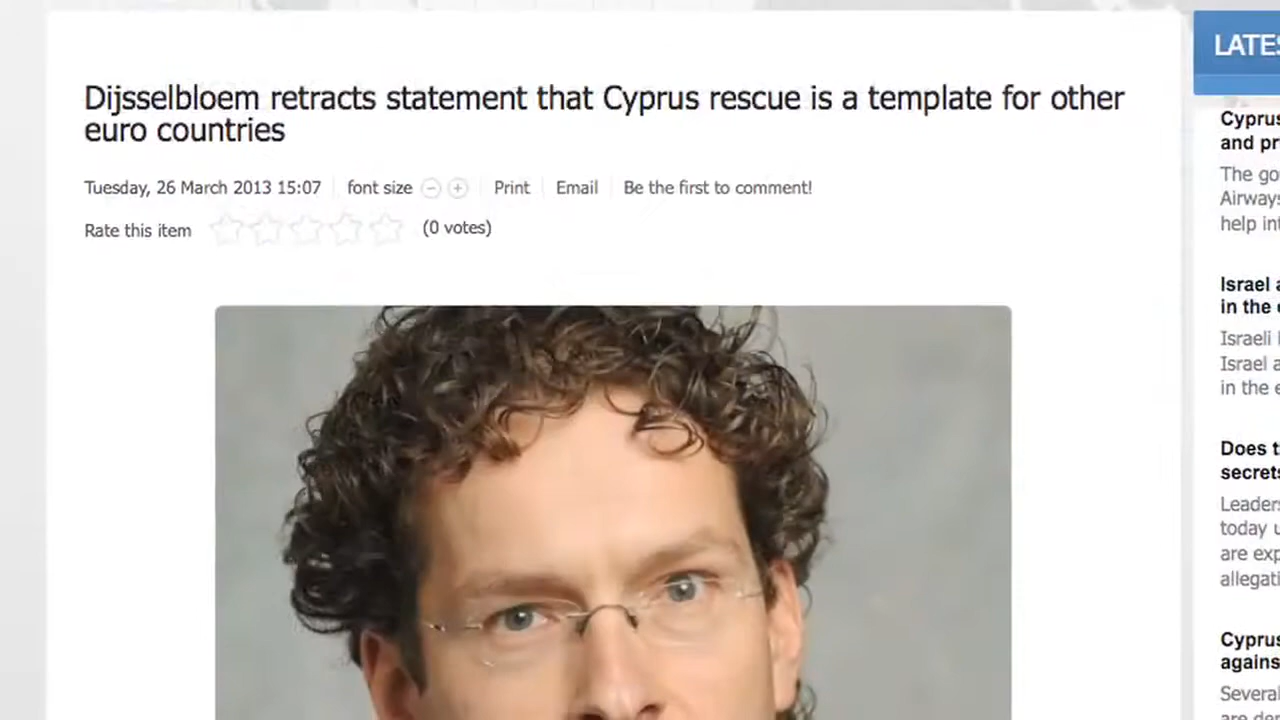 Dijsselbloem retracts statement that Cyprus rescue is a template for other
euro countries
Tuesday, 26 March 2013 15:07 font size Print Email Be the first to comment!
Rate this item (0 votes)
LATES
Cyprus
and pr
The go
Airways
help int
Israel a
in the e
Israeli
Israel a
in the e
Does t
secrets
Leaders
today u
are exp
allegati
Cyprus
agains
Several
are de